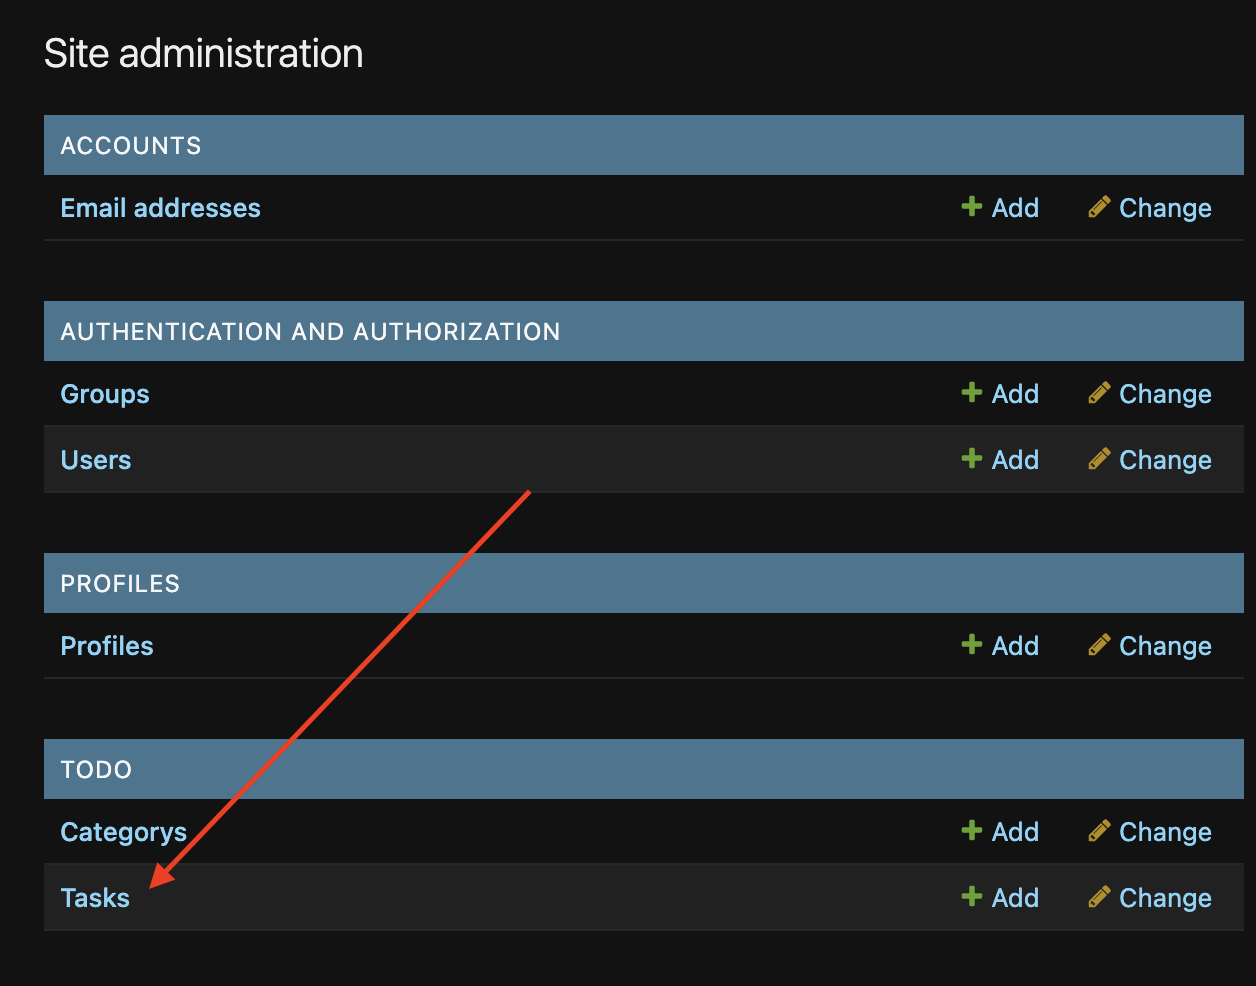 Site administration
ACCOUNTS
Email addresses Add Change
AUTHENTICATION AND AUTHORIZATION
Groups Add Change
Users Add Change
PROFILES
Profiles Add Change
TODO
Categorys Add Change
Tasks Add Change